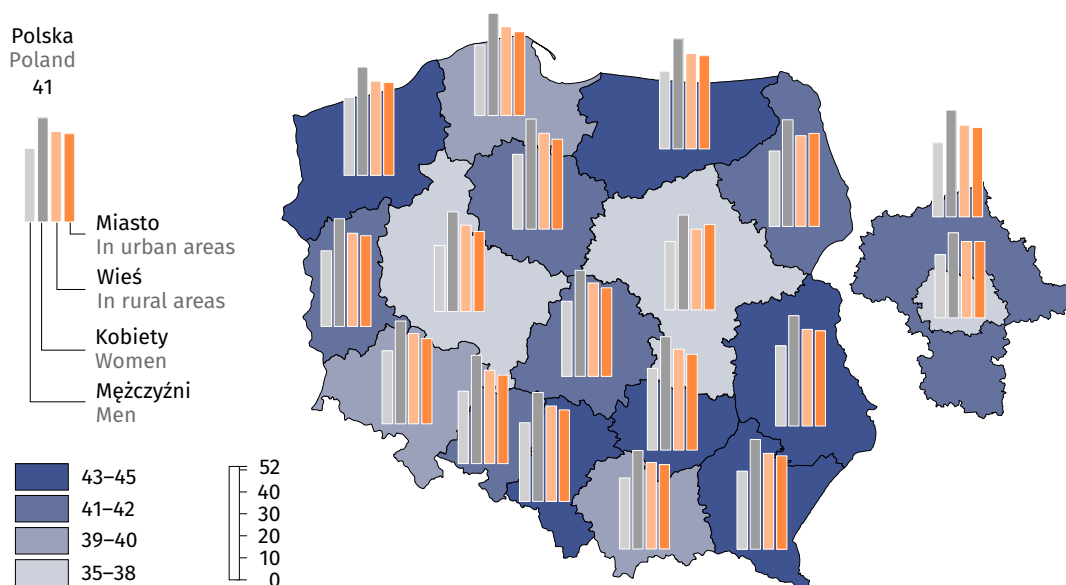 Polska
Poland
41
Miasto
In urban areas
Wieś
In rural areas
Kobiety
Women
Mężczyźni
Men
43–45
41–42
39–40
35–38
52
40
30
20
10
0